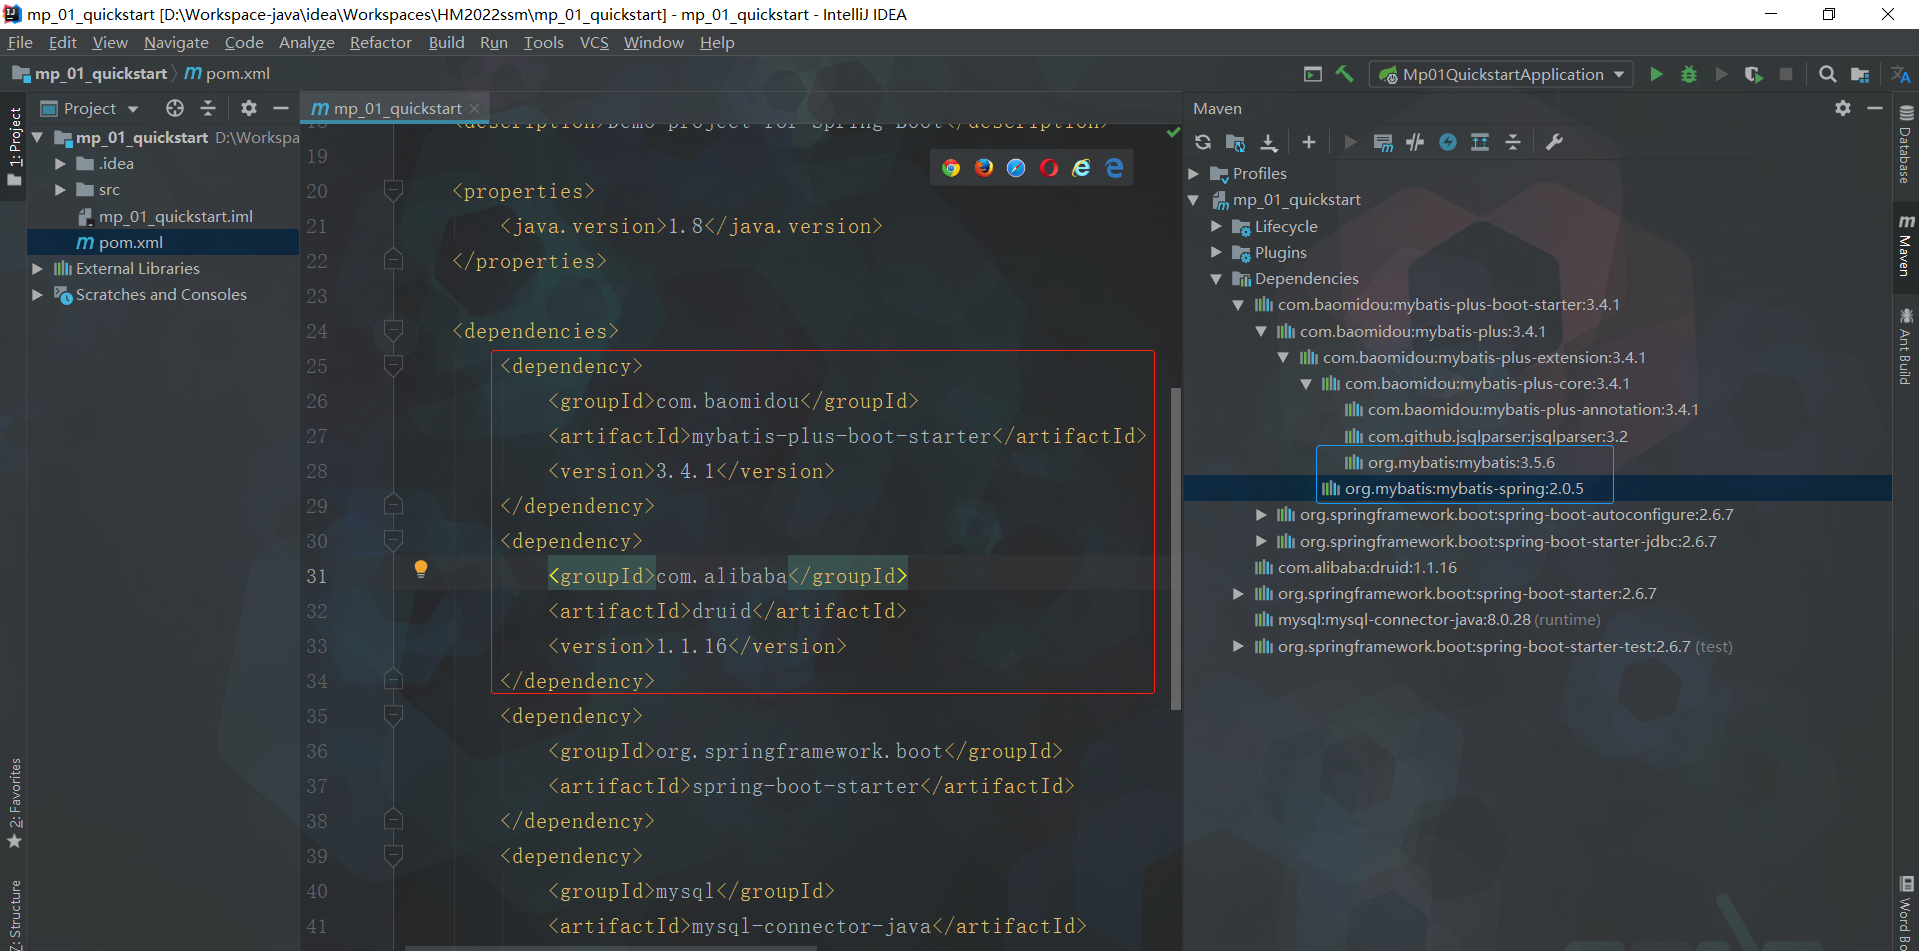 mp_01_quickstart [D:\Workspace-java\idea\Workspaces\HM2022ssm\mp_01_quickstart] - mp_01_quickstart - IntelliJ IDEA
File Edit View Navigate Code Analyze Refactor Build Run Tools VCS Window Help
mp_01_quickstart pom.xml
Mp01QuickstartApplication
1: Project
2: Favorites
7: Structure
Project
mp_01_quickstart D:\Workspa
.idea
src
mp_01_quickstart.iml
pom.xml
External Libraries
Scratches and Consoles
mp_01_quickstart
18 <description>Demo project for Spring Boot</description>
19
20 <properties>
21 <java.version>1.8</java.version>
22 </properties>
23
24 <dependencies>
25 <dependency>
26 <groupId>com.baomidou</groupId>
27 <artifactId>mybatis-plus-boot-starter</artifactId>
28 <version>3.4.1</version>
29 </dependency>
30 <dependency>
31 <groupId>com.alibaba</groupId>
32 <artifactId>druid</artifactId>
33 <version>1.1.16</version>
34 </dependency>
35 <dependency>
36 <groupId>org.springframework.boot</groupId>
37 <artifactId>spring-boot-starter</artifactId>
38 </dependency>
39 <dependency>
40 <groupId>mysql</groupId>
41 <artifactId>mysql-connector-java</artifactId>
Maven
Profiles
mp_01_quickstart
Lifecycle
Plugins
Dependencies
com.baomidou:mybatis-plus-boot-starter:3.4.1
com.baomidou:mybatis-plus:3.4.1
com.baomidou:mybatis-plus-extension:3.4.1
com.baomidou:mybatis-plus-core:3.4.1
com.baomidou:mybatis-plus-annotation:3.4.1
com.github.jsqlparser:jsqlparser:3.2
org.mybatis:mybatis:3.5.6
org.mybatis:mybatis-spring:2.0.5
org.springframework.boot:spring-boot-autoconfigure:2.6.7
org.springframework.boot:spring-boot-starter-jdbc:2.6.7
com.alibaba:druid:1.1.16
org.springframework.boot:spring-boot-starter:2.6.7
mysql:mysql-connector-java:8.0.28 (runtime)
org.springframework.boot:spring-boot-starter-test:2.6.7 (test)
Database
Maven
Ant Build
Word Bo